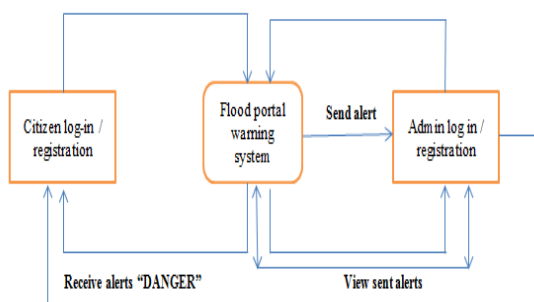 Citizen log-in /
registration
Flood portal
warning
system
Send alert
Admin log in /
registration
Receive alerts “DANGER”
View sent alerts